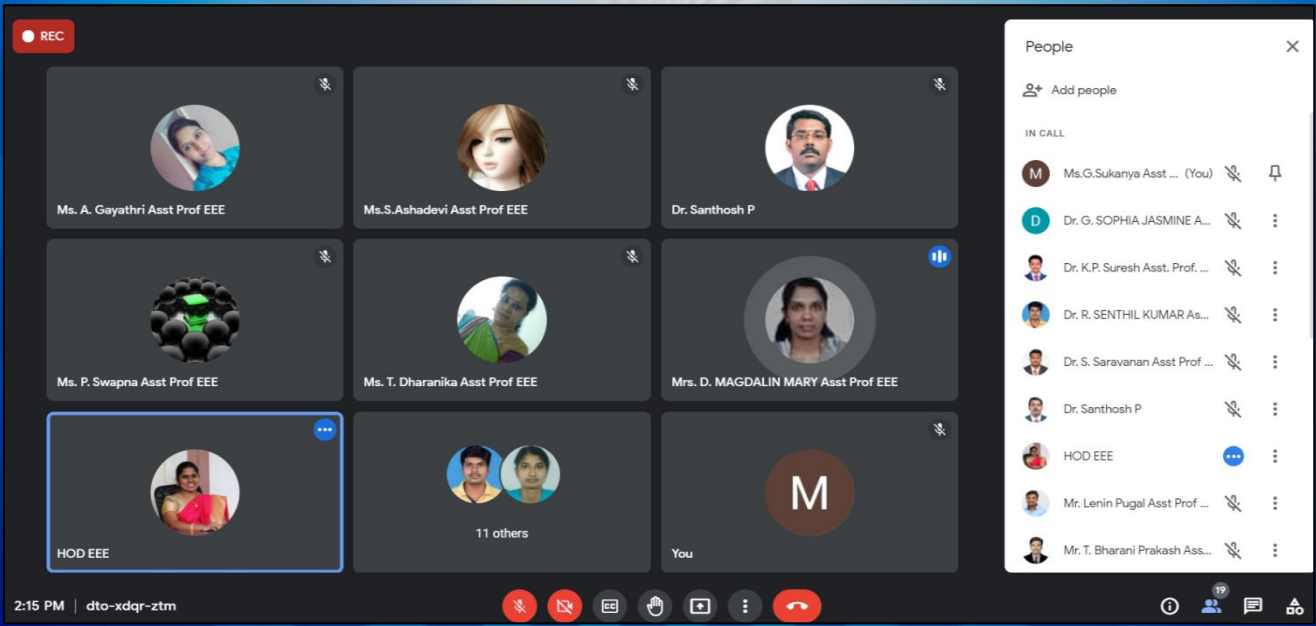 REC
Ms. A. Gayathri Asst Prof EEE
Ms.S.Ashadevi Asst Prof EEE
Dr. Santhosh P
Ms. P. Swapna Asst Prof EEE
Ms. T. Dharanika Asst Prof EEE
Mrs. D. MAGDALIN MARY Asst Prof EEE
HOD EEE
11 others
M
You
2:15 PM | dto-xdqr-ztm
CC
19
People
Add people
IN CALL
M Ms.G.Sukanya Asst ... (You)
D Dr. G. SOPHIA JASMINE A...
Dr. K.P. Suresh Asst. Prof. ...
Dr. R. SENTHIL KUMAR As...
Dr. S. Saravanan Asst Prof ...
Dr. Santhosh P
HOD EEE
Mr. Lenin Pugal Asst Prof ...
Mr. T. Bharani Prakash Ass...